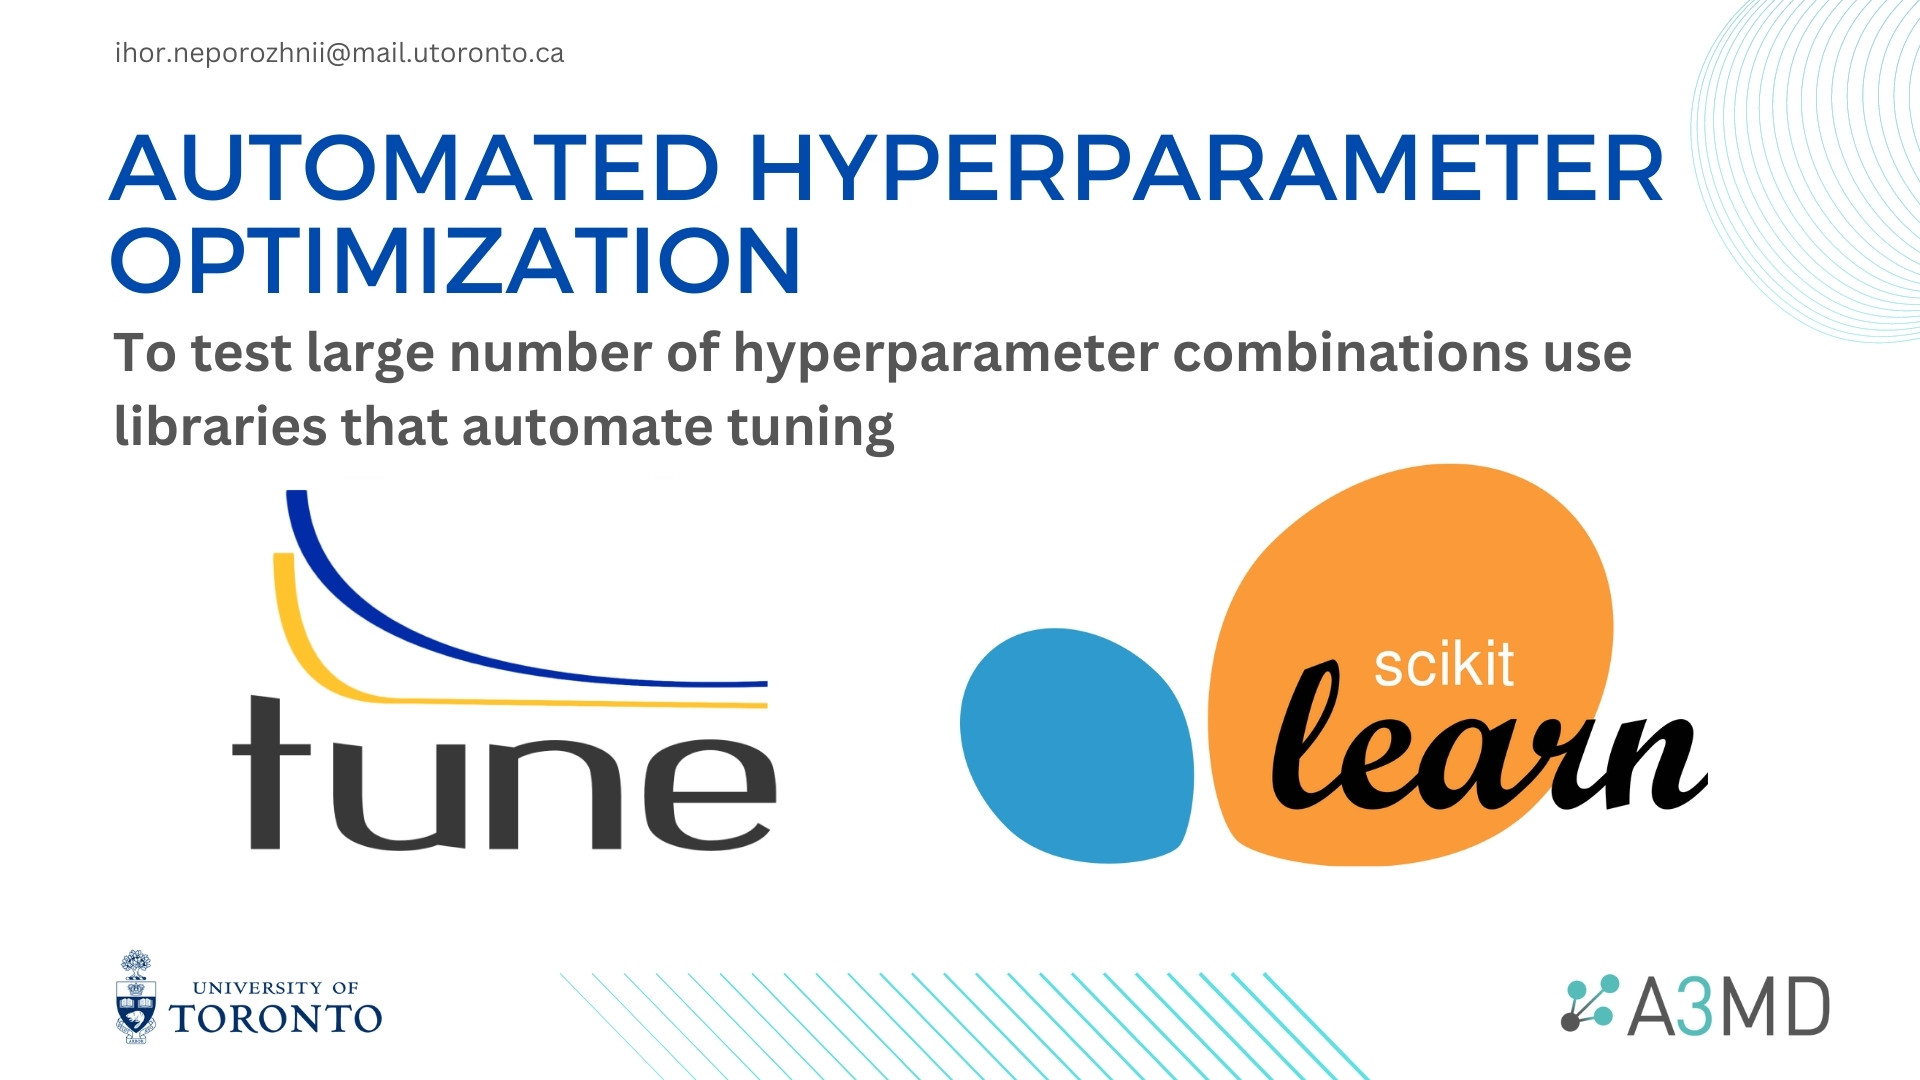 ihor.neporozhnii@mail.utoronto.ca
AUTOMATED HYPERPARAMETER
OPTIMIZATION
To test large number of hyperparameter combinations use
libraries that automate tuning
tune
scikit
learn
UNIVERSITY OF
TORONTO
A3MD